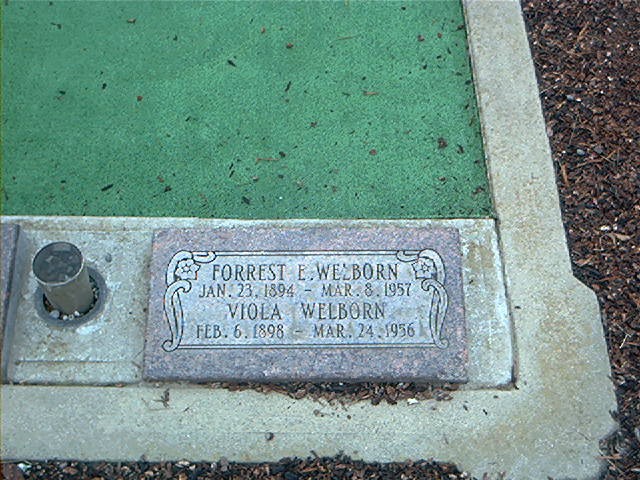 FORREST E. WELBORN
JAN. 23. 1894 - MAR. 8. 1957
VIOLA WELBORN
FEB. 6. 1898 - MAR. 24. 1956